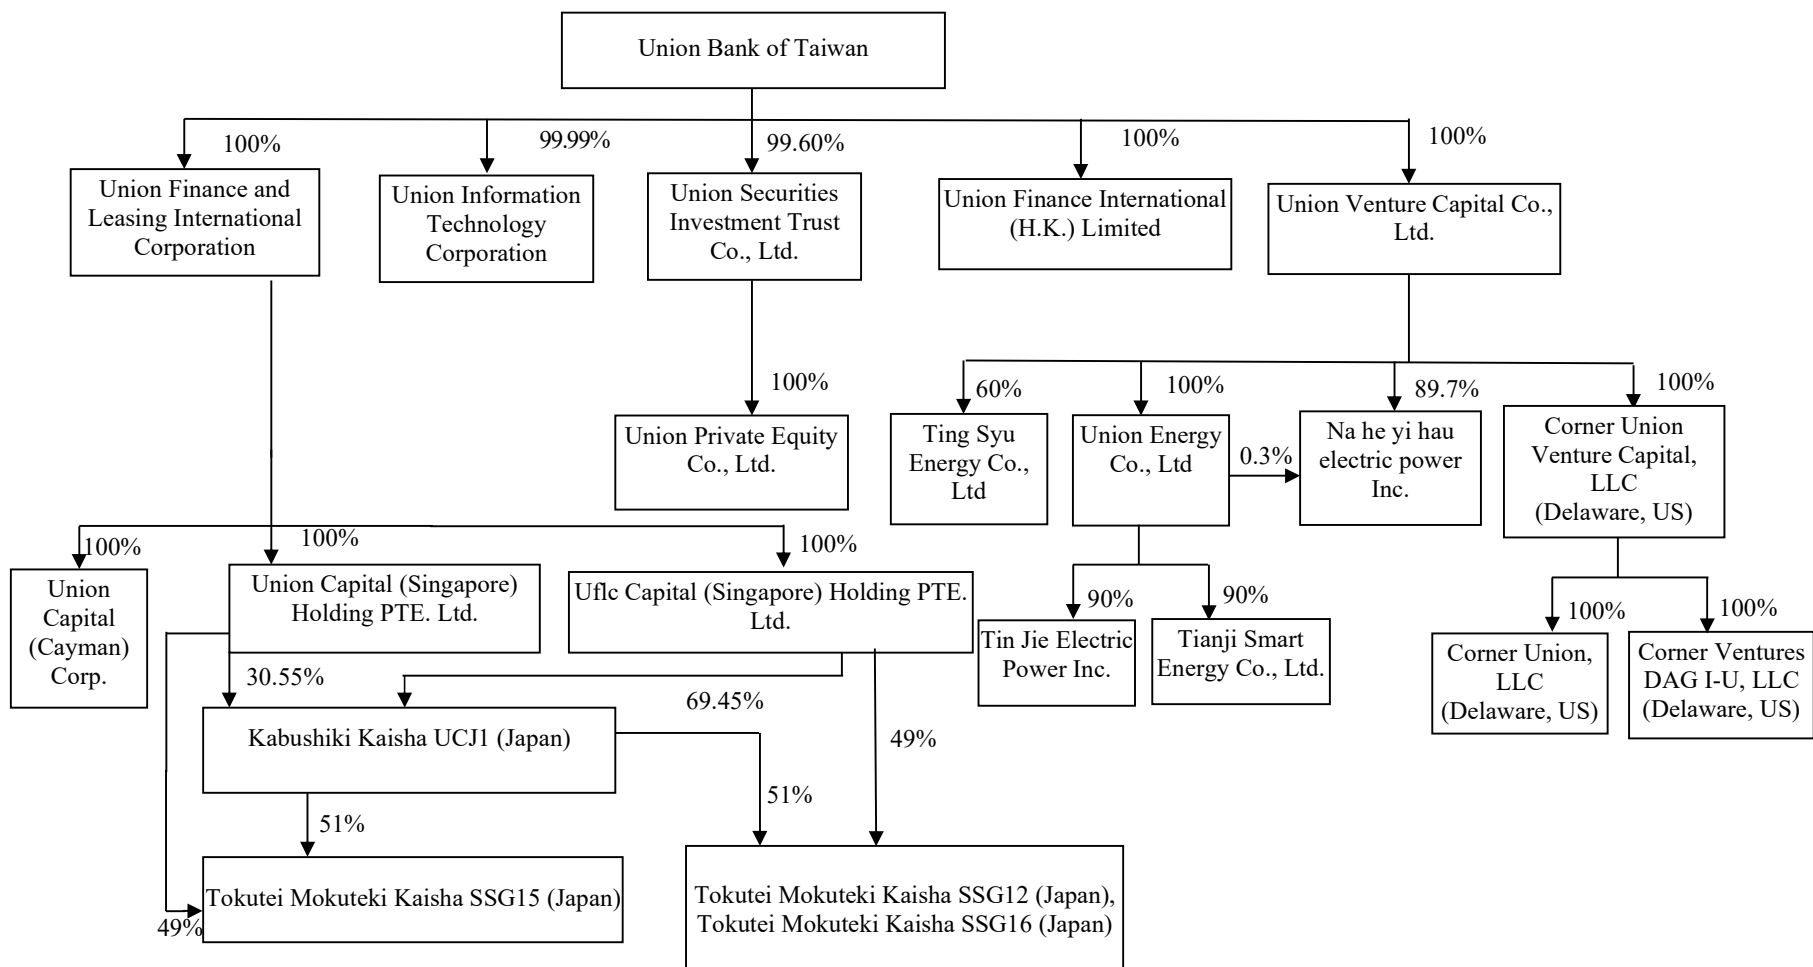 Union Bank of Taiwan
100%
99.99%
99.60%
100%
100%
Union Finance and
Leasing International
Corporation
Union Information
Technology
Corporation
Union Securities
Investment Trust
Co., Ltd.
Union Finance International
(H.K.) Limited
Union Venture Capital Co.,
Ltd.
100%
60%
100%
89.7%
100%
Union Private Equity
Co., Ltd.
Ting Syu
Energy Co.,
Ltd
Union Energy
Co., Ltd
0.3%
Na he yi hau
electric power
Inc.
Corner Union
Venture Capital,
LLC
(Delaware, US)
100%
100%
100%
Union
Capital
(Cayman)
Corp.
Union Capital (Singapore)
Holding PTE. Ltd.
Uflc Capital (Singapore) Holding PTE.
Ltd.
90%
90%
100%
100%
Tin Jie Electric
Power Inc.
Tianji Smart
Energy Co., Ltd.
Corner Union,
LLC
(Delaware, US)
Corner Ventures
DAG I-U, LLC
(Delaware, US)
30.55%
69.45%
Kabushiki Kaisha UCJ1 (Japan)
49%
51%
51%
Tokutei Mokuteki Kaisha SSG15 (Japan)
49%
Tokutei Mokuteki Kaisha SSG12 (Japan),
Tokutei Mokuteki Kaisha SSG16 (Japan)